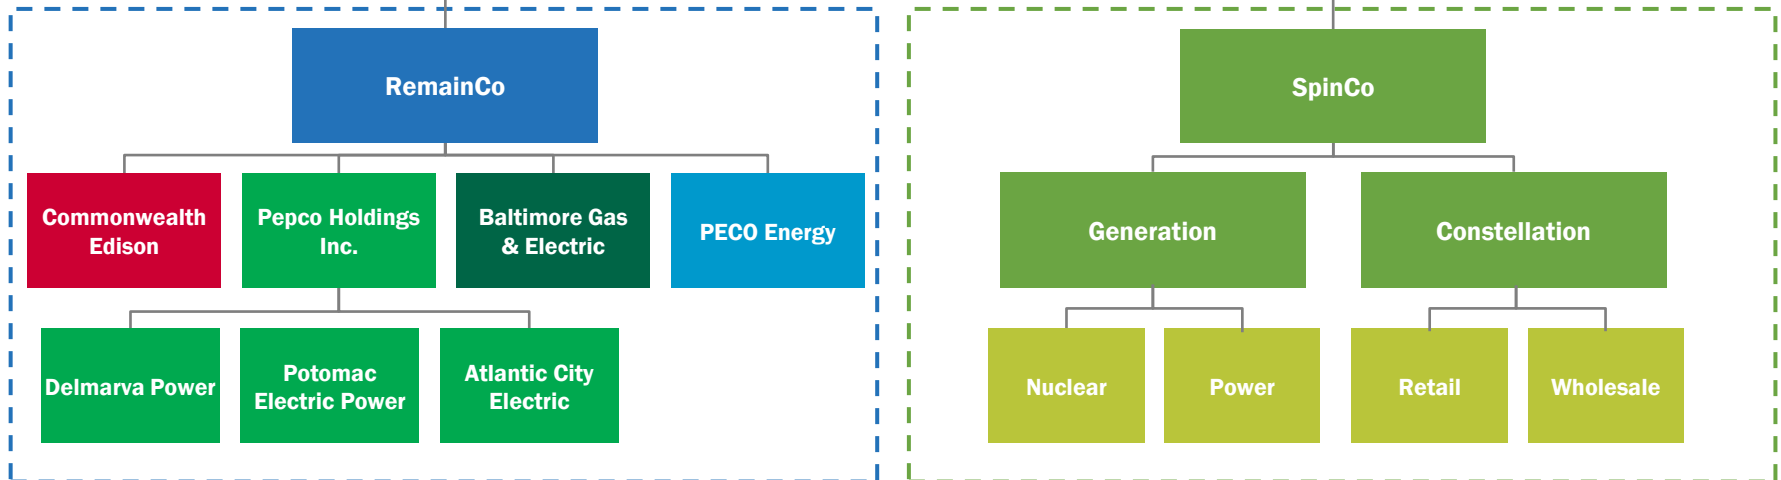 RemainCo
SpinCo
Commonwealth
Edison
Pepco Holdings
Inc.
Baltimore Gas
& Electric
PECO Energy
Generation
Constellation
Delmarva Power
Potomac
Electric Power
Atlantic City
Electric
Nuclear
Power
Retail
Wholesale